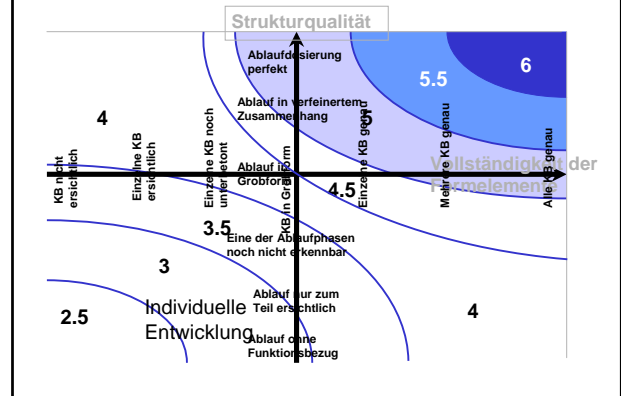 Strukturqualität
Ablaufdosierung
perfekt
6
5.5
Ablauf in verfeinertem
Zusammenhang
4
5
KB nicht
ersichtlich
Einzelne KB
ersichtlich
Einzelne KB noch
unterbetont
KB in Grobform
Einzelne KB genau
Mehrere KB genau
Alle KB genau
Vollständigkeit der
Formelemente
Ablauf in
Grobform
4.5
3.5
Eine der Ablaufphasen
noch nicht erkennbar
3
Ablauf nur zum
Teil ersichtlich
4
2.5
Individuelle
Entwicklung
Ablauf ohne
Funktionsbezug